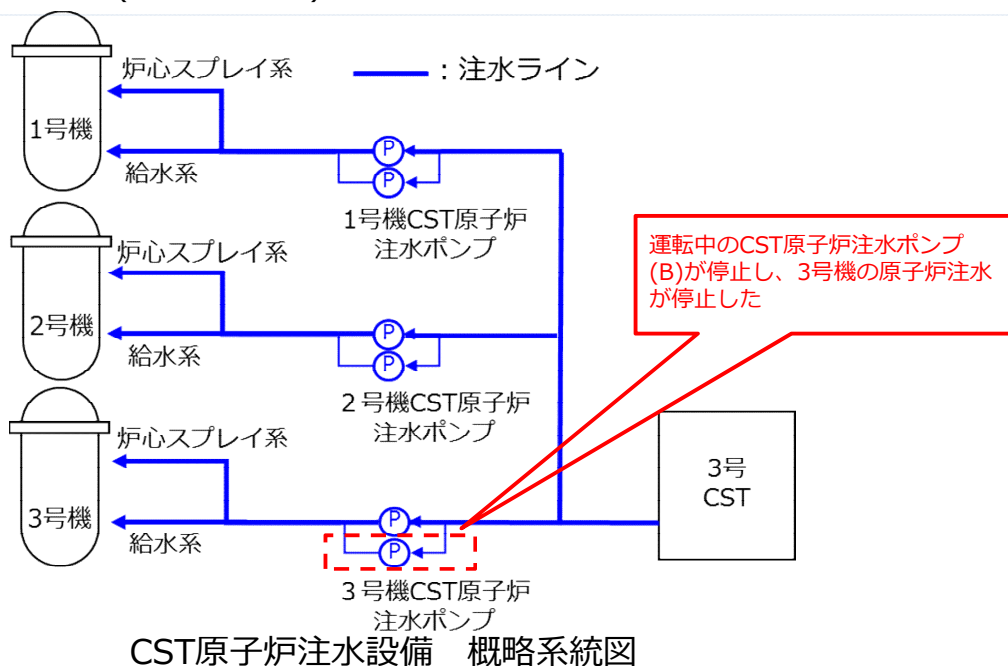 炉心スプレイ系
：注水ライン
1号機
給水系
P
P
1号機CST原子炉
注水ポンプ
運転中のCST原子炉注水ポンプ
(B)が停止し、3号機の原子炉注水
が停止した
炉心スプレイ系
2号機
給水系
P
P
２号機CST原子炉
注水ポンプ
炉心スプレイ系
3号機
給水系
P
P
３号機CST原子炉
注水ポンプ
3号
CST
CST原子炉注水設備　概略系統図